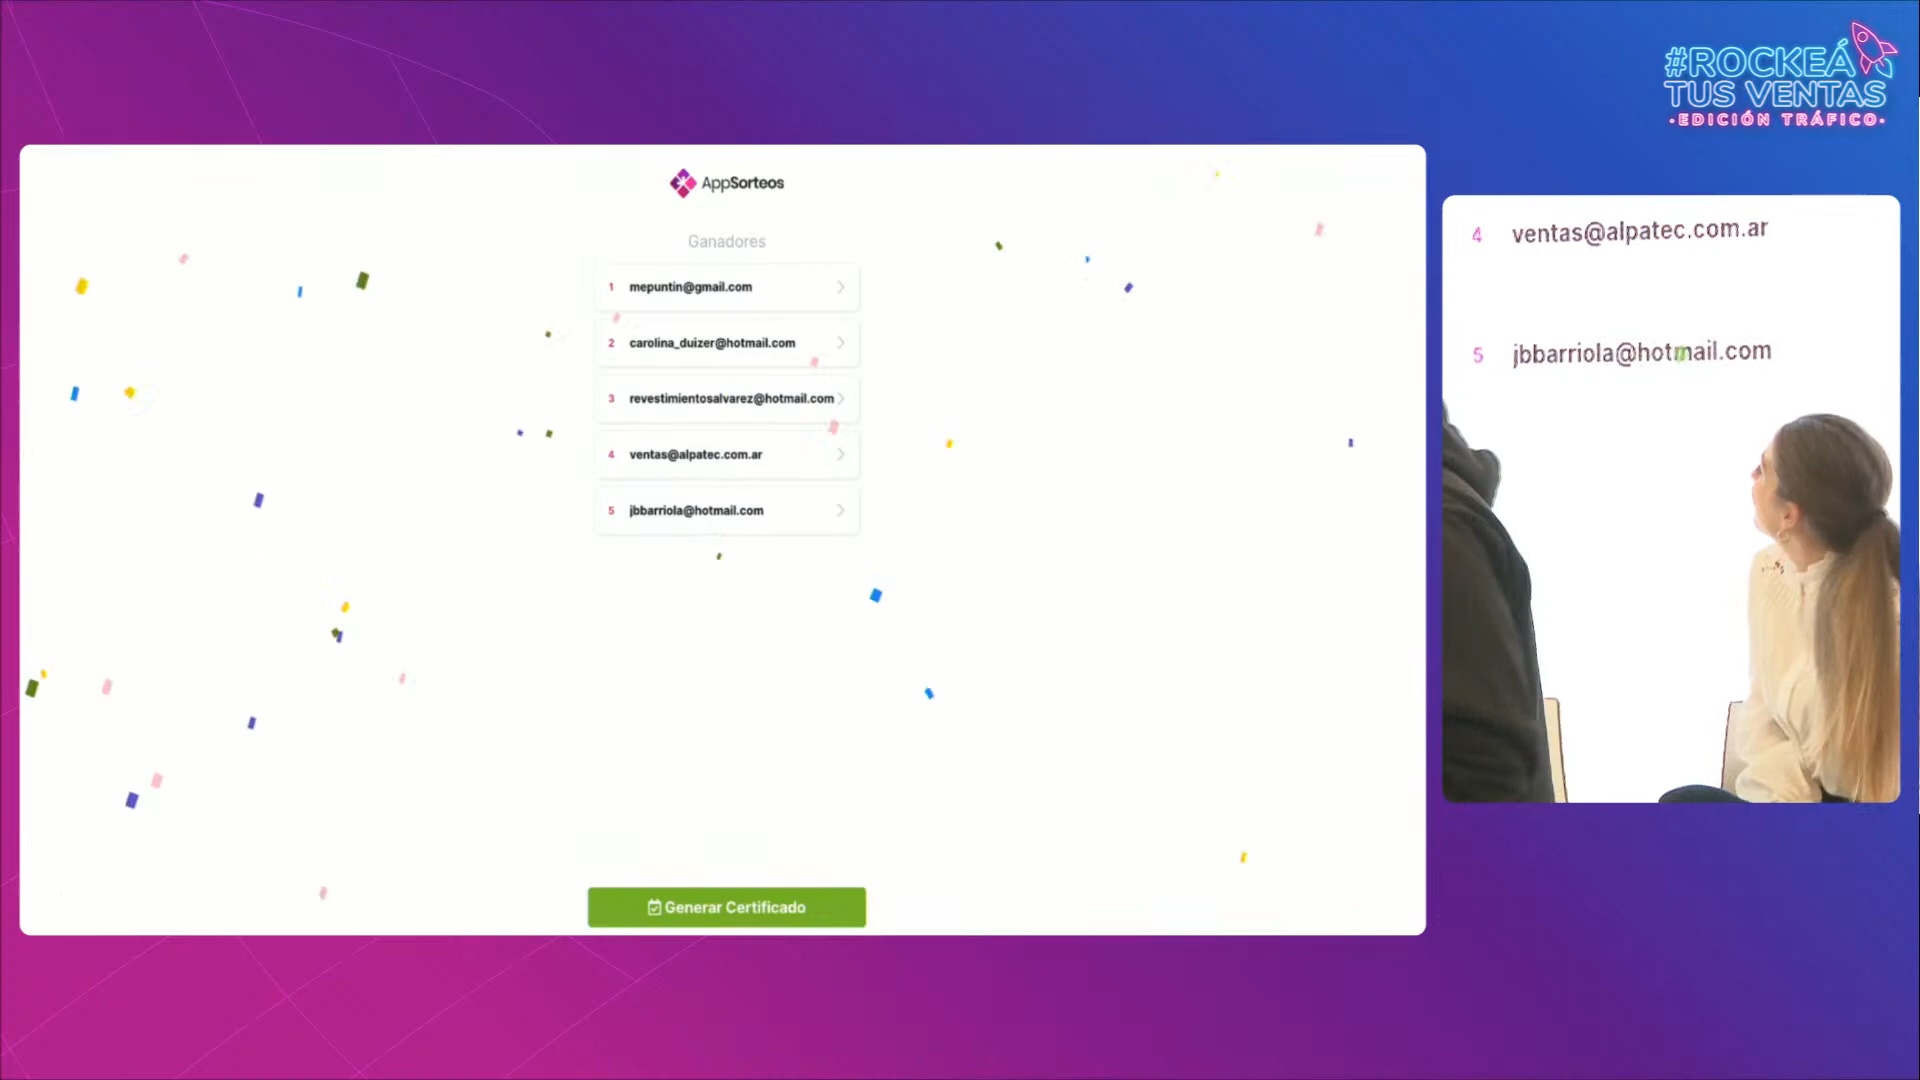 #ROCKEÁ
TUS VENTAS
•EDICIÓN TRÁFICO•
AppSorteos
Ganadores
1 mepuntin@gmail.com
2 carolina_duizer@hotmail.com
3 revestimientosalvarez@hotmail.com
4 ventas@alpatec.com.ar
5 jbbarriola@hotmail.com
Generar Certificado
4 ventas@alpatec.com.ar
5 jbbarriola@hotmail.com